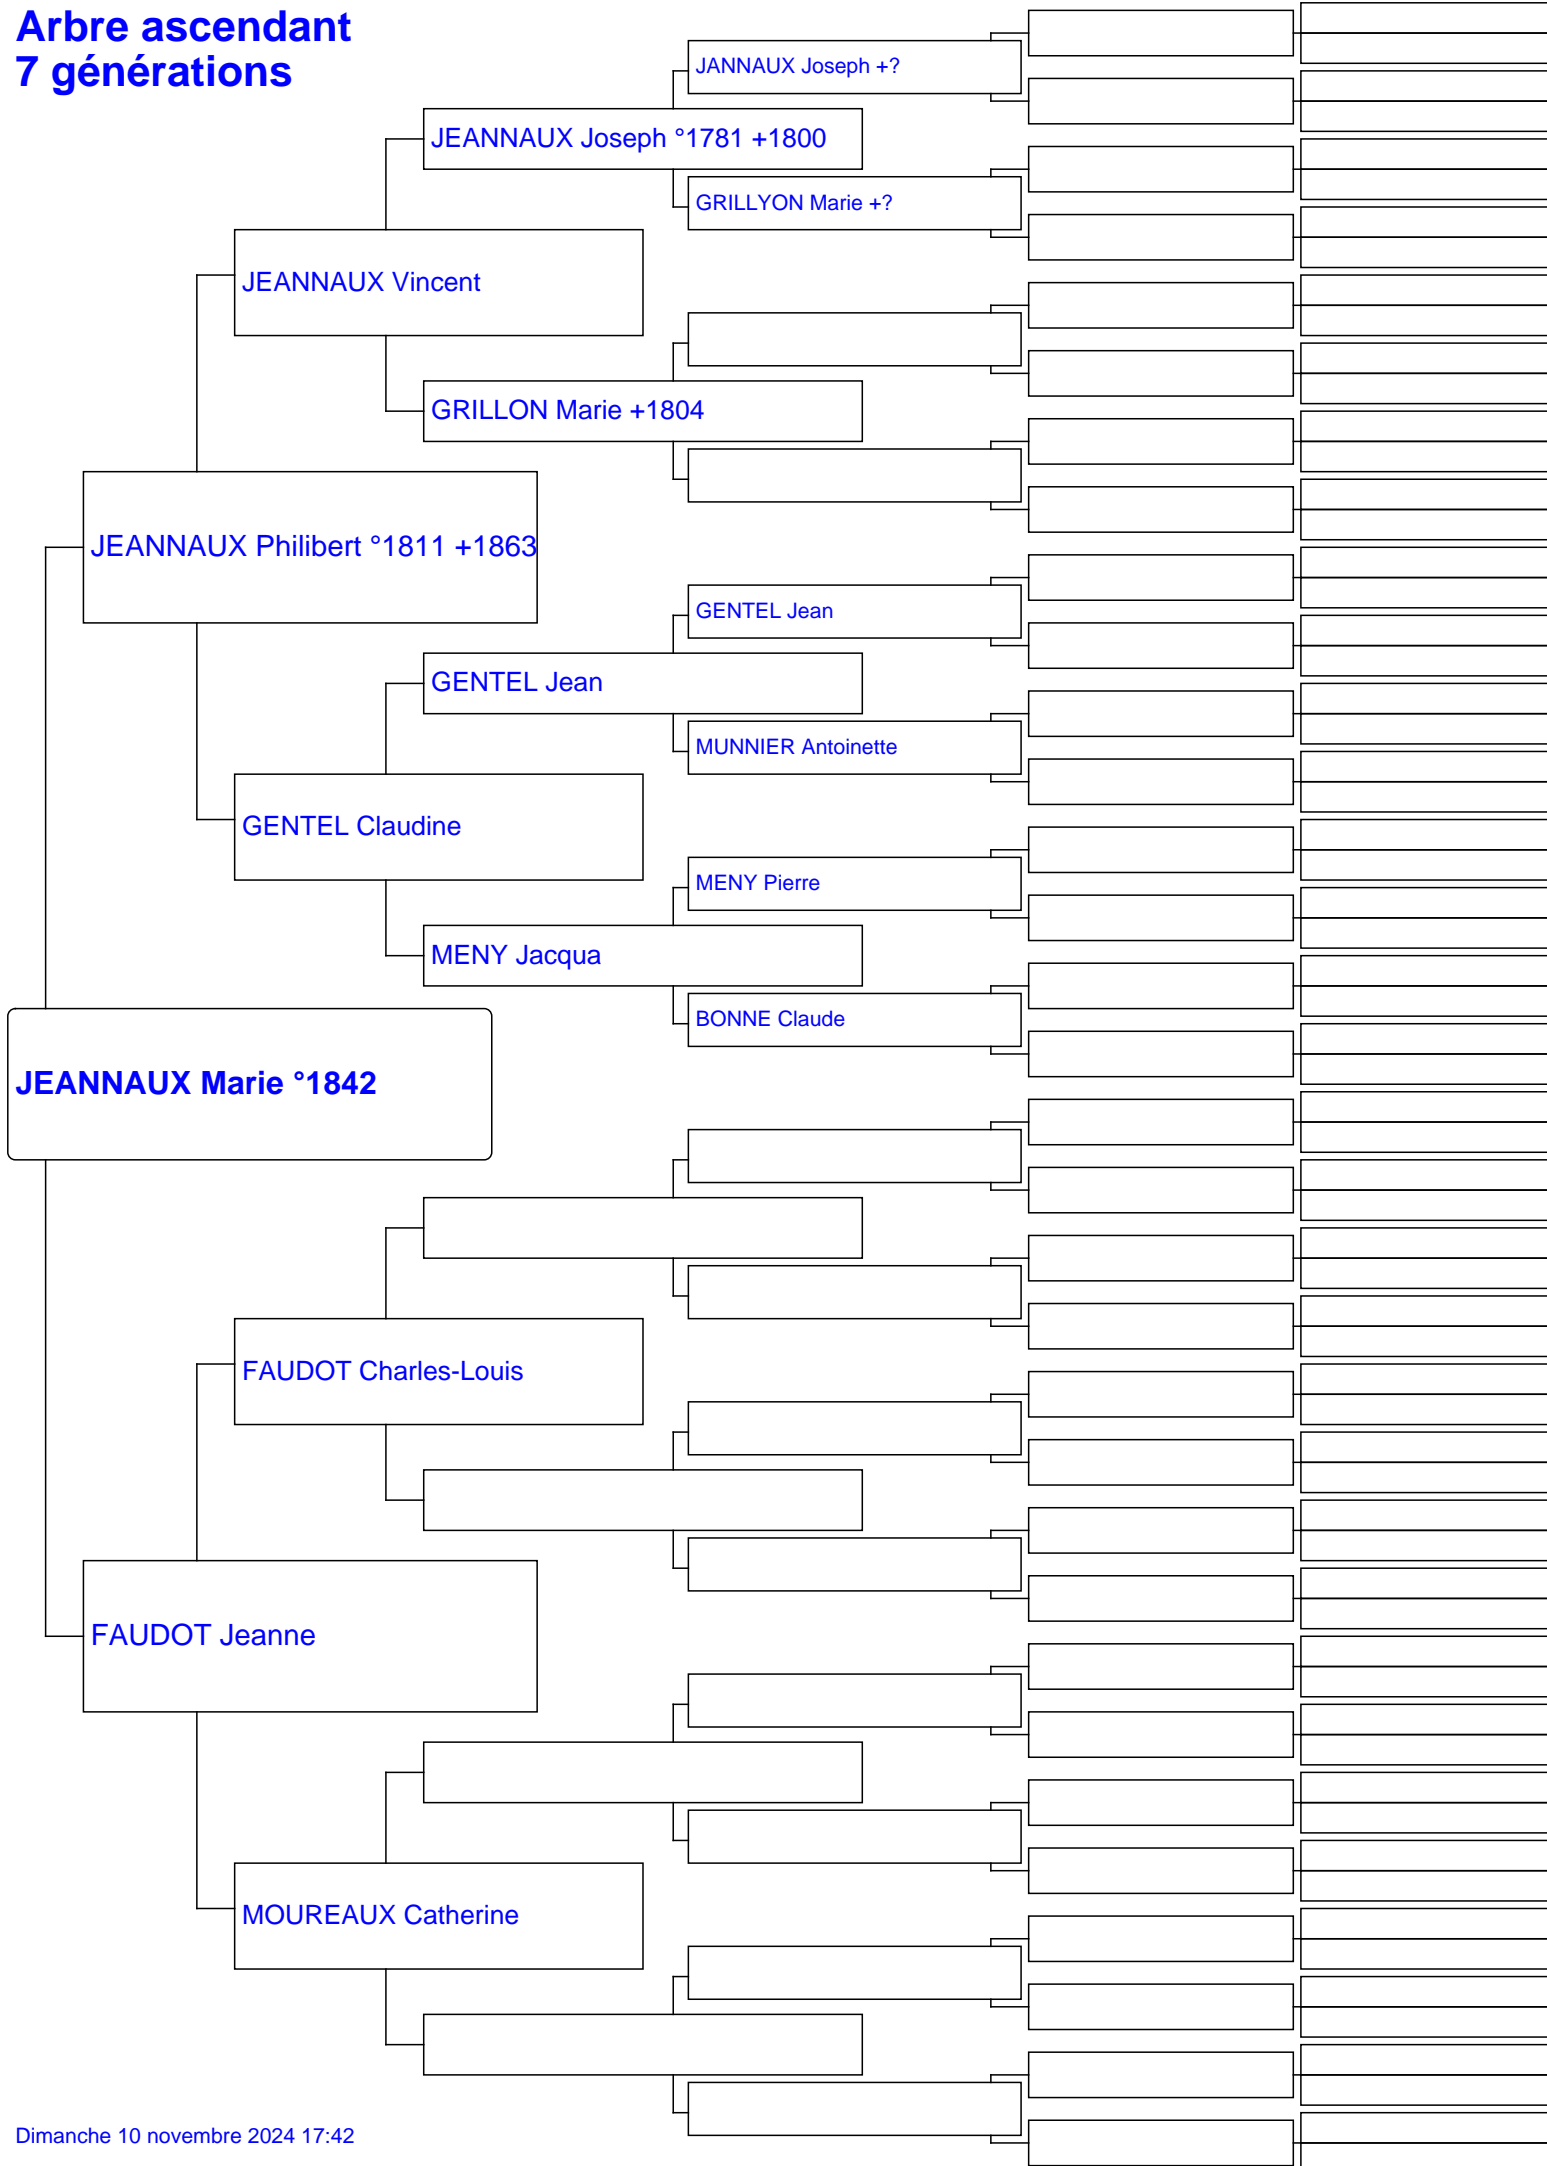 Arbre ascendant
7 générations
JANNAUX Joseph +?
JEANNAUX Joseph °1781 +1800
GRILLYON Marie +?
JEANNAUX Vincent
GRILLON Marie +1804
JEANNAUX Philibert °1811 +1863
GENTEL Jean
GENTEL Jean
MUNNIER Antoinette
GENTEL Claudine
MENY Pierre
MENY Jacqua
BONNE Claude
JEANNAUX Marie °1842
FAUDOT Charles-Louis
FAUDOT Jeanne
MOUREAUX Catherine
Dimanche 10 novembre 2024 17:42